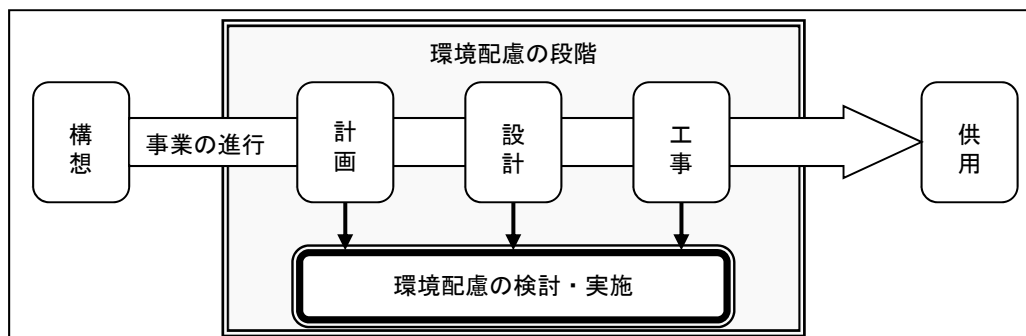 環境配慮の段階
構想
事業の進行
計画
設計
工事
供用
環境配慮の検討・実施